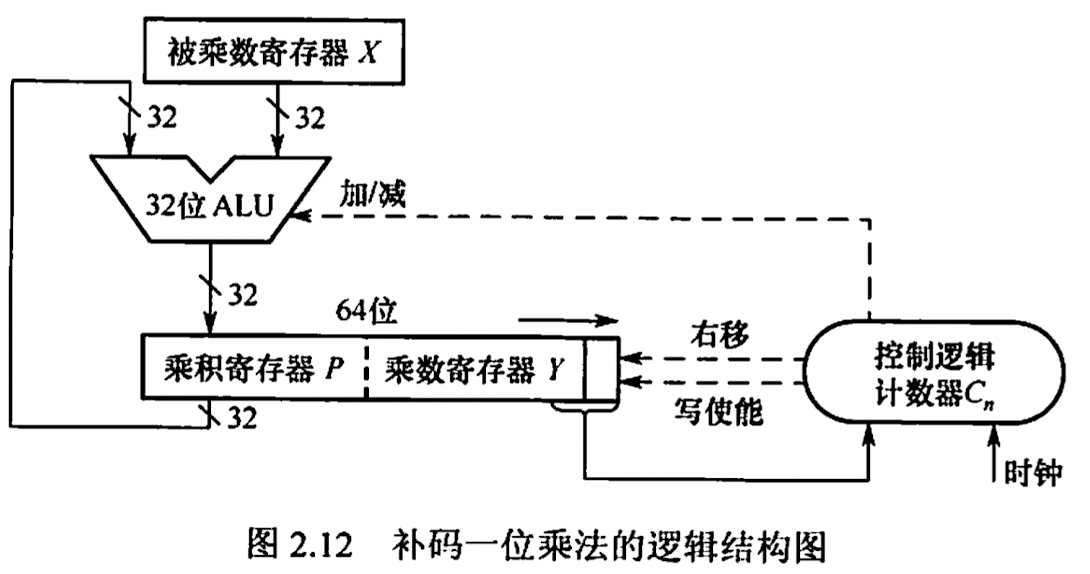 被乘数寄存器 X
32
32
32位 ALU
加/减
32
64位
乘积寄存器 P
乘数寄存器 Y
右移
写使能
控制逻辑
计数器Cn
32
时钟
图 2.12 补码一位乘法的逻辑结构图